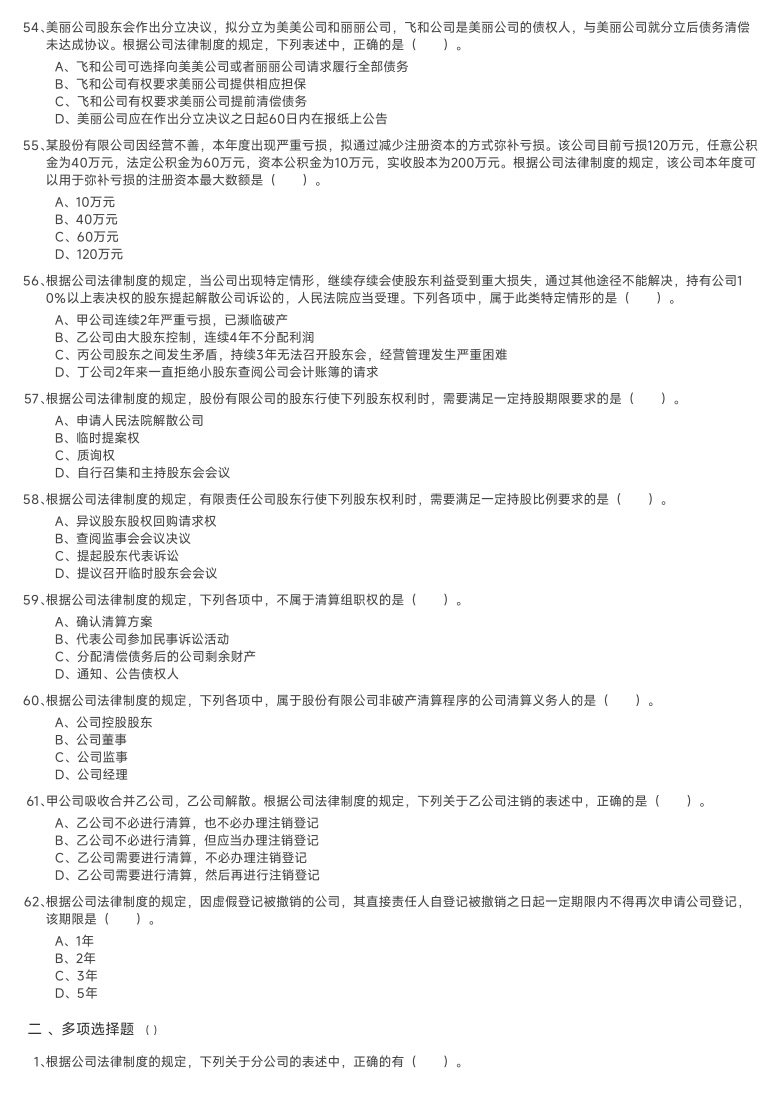 54、美丽公司股东会作出分立决议，拟分立为美美公司和丽丽公司，飞和公司是美丽公司的债权人，与美丽公司就分立后债务清偿
未达成协议。根据公司法律制度的规定，下列表述中，正确的是（　　）。
A、飞和公司可选择向美美公司或者丽丽公司请求履行全部债务
B、飞和公司有权要求美丽公司提供相应担保
C、飞和公司有权要求美丽公司提前清偿债务
D、美丽公司应在作出分立决议之日起60日内在报纸上公告
55、某股份有限公司因经营不善，本年度出现严重亏损，拟通过减少注册资本的方式弥补亏损。该公司目前亏损120万元，任意公积
金为40万元，法定公积金为60万元，资本公积金为10万元，实收股本为200万元。根据公司法律制度的规定，该公司本年度可
以用于弥补亏损的注册资本最大数额是（　　）。
A、10万元
B、40万元
C、60万元
D、120万元
56、根据公司法律制度的规定，当公司出现特定情形，继续存续会使股东利益受到重大损失，通过其他途径不能解决，持有公司1
0%以上表决权的股东提起解散公司诉讼的，人民法院应当受理。下列各项中，属于此类特定情形的是（　　）。
A、甲公司连续2年严重亏损，已濒临破产
B、乙公司由大股东控制，连续4年不分配利润
C、丙公司股东之间发生矛盾，持续3年无法召开股东会，经营管理发生严重困难
D、丁公司2年来一直拒绝小股东查阅公司会计账簿的请求
57、根据公司法律制度的规定，股份有限公司的股东行使下列股东权利时，需要满足一定持股期限要求的是（　　）。
A、申请人民法院解散公司
B、临时提案权
C、质询权
D、自行召集和主持股东会会议
58、根据公司法律制度的规定，有限责任公司股东行使下列股东权利时，需要满足一定持股比例要求的是（　　）。
A、异议股东股权回购请求权
B、查阅监事会会议决议
C、提起股东代表诉讼
D、提议召开临时股东会会议
59、根据公司法律制度的规定，下列各项中，不属于清算组职权的是（　　）。
A、确认清算方案
B、代表公司参加民事诉讼活动
C、分配清偿债务后的公司剩余财产
D、通知、公告债权人
60、根据公司法律制度的规定，下列各项中，属于股份有限公司非破产清算程序的公司清算义务人的是（　　）。
A、公司控股股东
B、公司董事
C、公司监事
D、公司经理
61、甲公司吸收合并乙公司，乙公司解散。根据公司法律制度的规定，下列关于乙公司注销的表述中，正确的是（　　）。
A、乙公司不必进行清算，也不必办理注销登记
B、乙公司不必进行清算，但应当办理注销登记
C、乙公司需要进行清算，不必办理注销登记
D、乙公司需要进行清算，然后再进行注销登记
62、根据公司法律制度的规定，因虚假登记被撤销的公司，其直接责任人自登记被撤销之日起一定期限内不得再次申请公司登记，
该期限是（　　）。
A、1年
B、2年
C、3年
D、5年
二 、多项选择题 （ ）
1、根据公司法律制度的规定，下列关于分公司的表述中，正确的有（　　）。